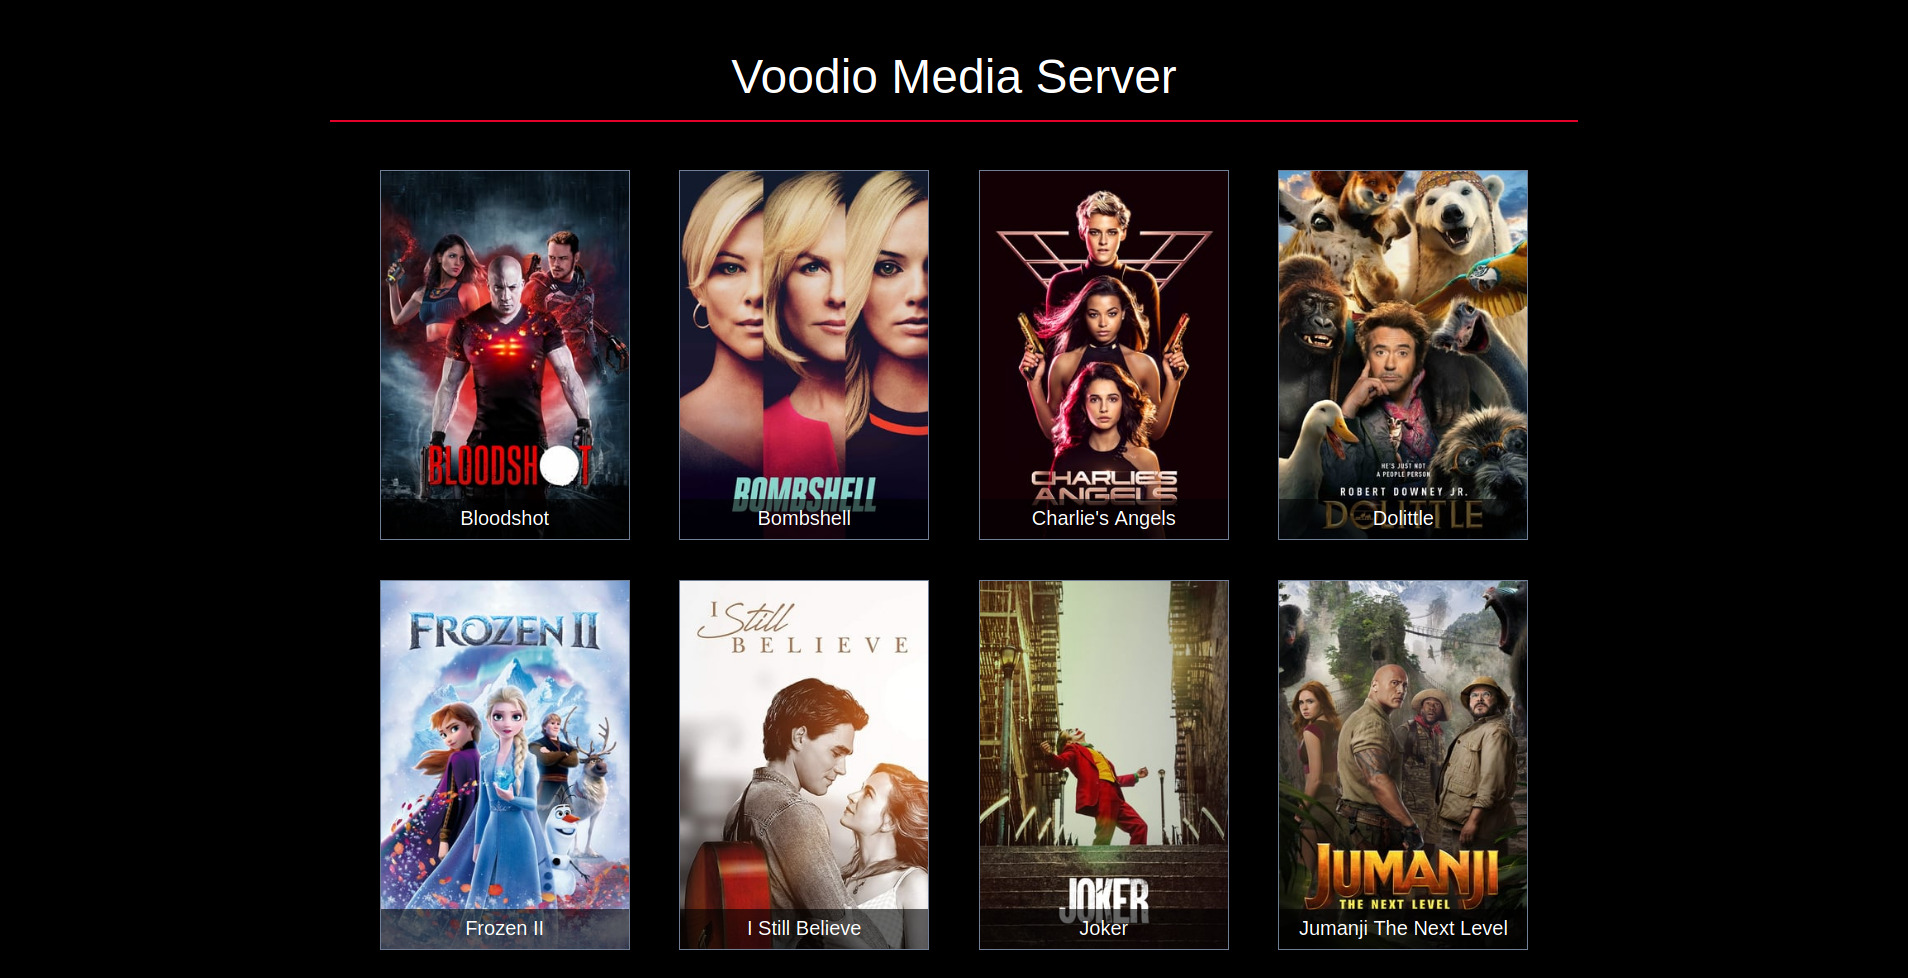 Voodio Media Server
BLOODSHOT
Bloodshot
BOMBSHELL
Bombshell
CHARLIE'S
ANGELS
Charlie's Angels
HE'S JUST NOT
A PEOPLE PERSON
ROBERT DOWNEY JR.
DOLITTLE
Dolittle
FROZEN II
Frozen II
I Still
BELIEVE
I Still Believe
JOKER
Joker
JUMANJI
THE NEXT LEVEL
Jumanji The Next Level